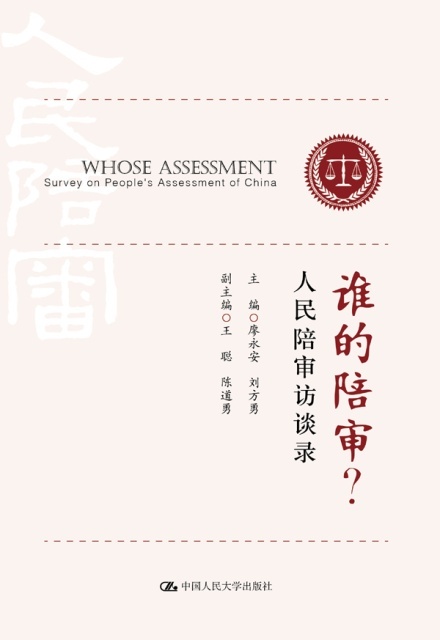 人民陪審
WHOSE ASSESSMENT
Survey on People's Assessment of China
谁的陪审?
人民陪审访谈录
主 编○廖永安 刘方勇
副主编○王 聪 陈道勇
中国人民大学出版社